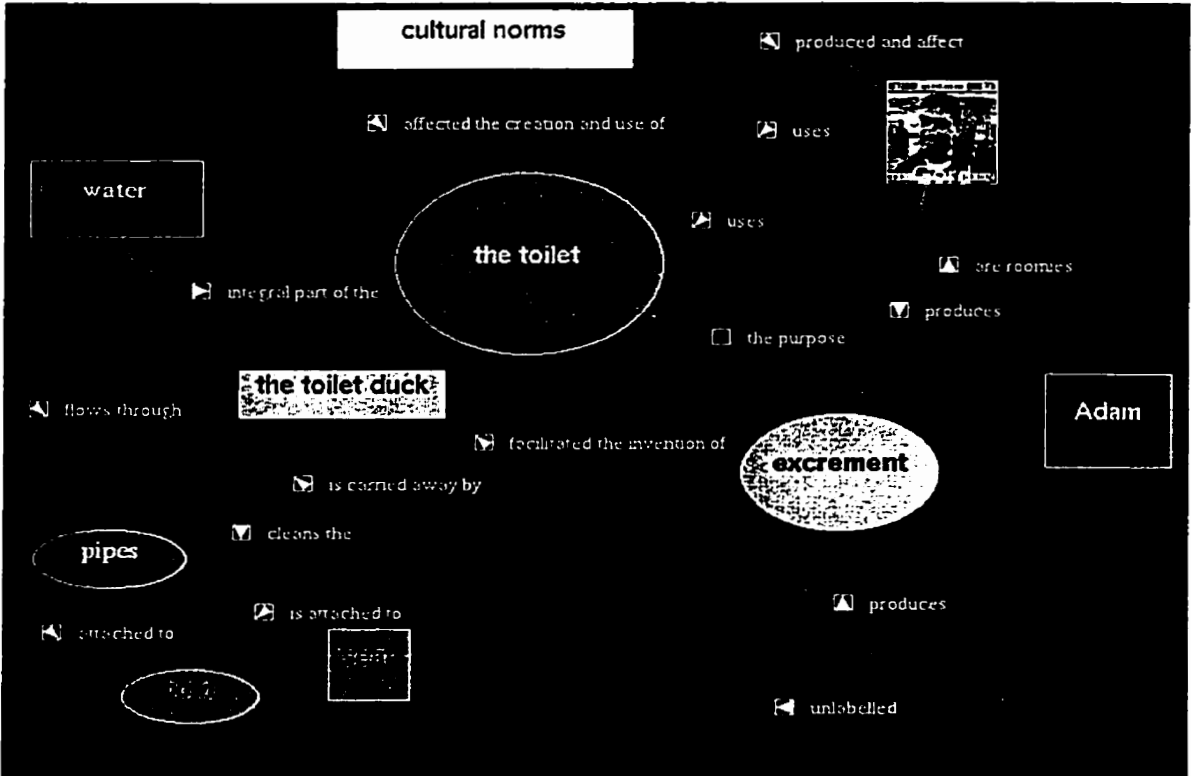 cultural norms
produced and affect
affected the creation and use of
uses
water
uses
the toilet
are roomies
integral part of the
produces
the purpose
the toilet duck
flows through
Adam
facilitated the invention of
excrement
is carried away by
cleans the
pipes
produces
is attached to
attached to
unlabelled